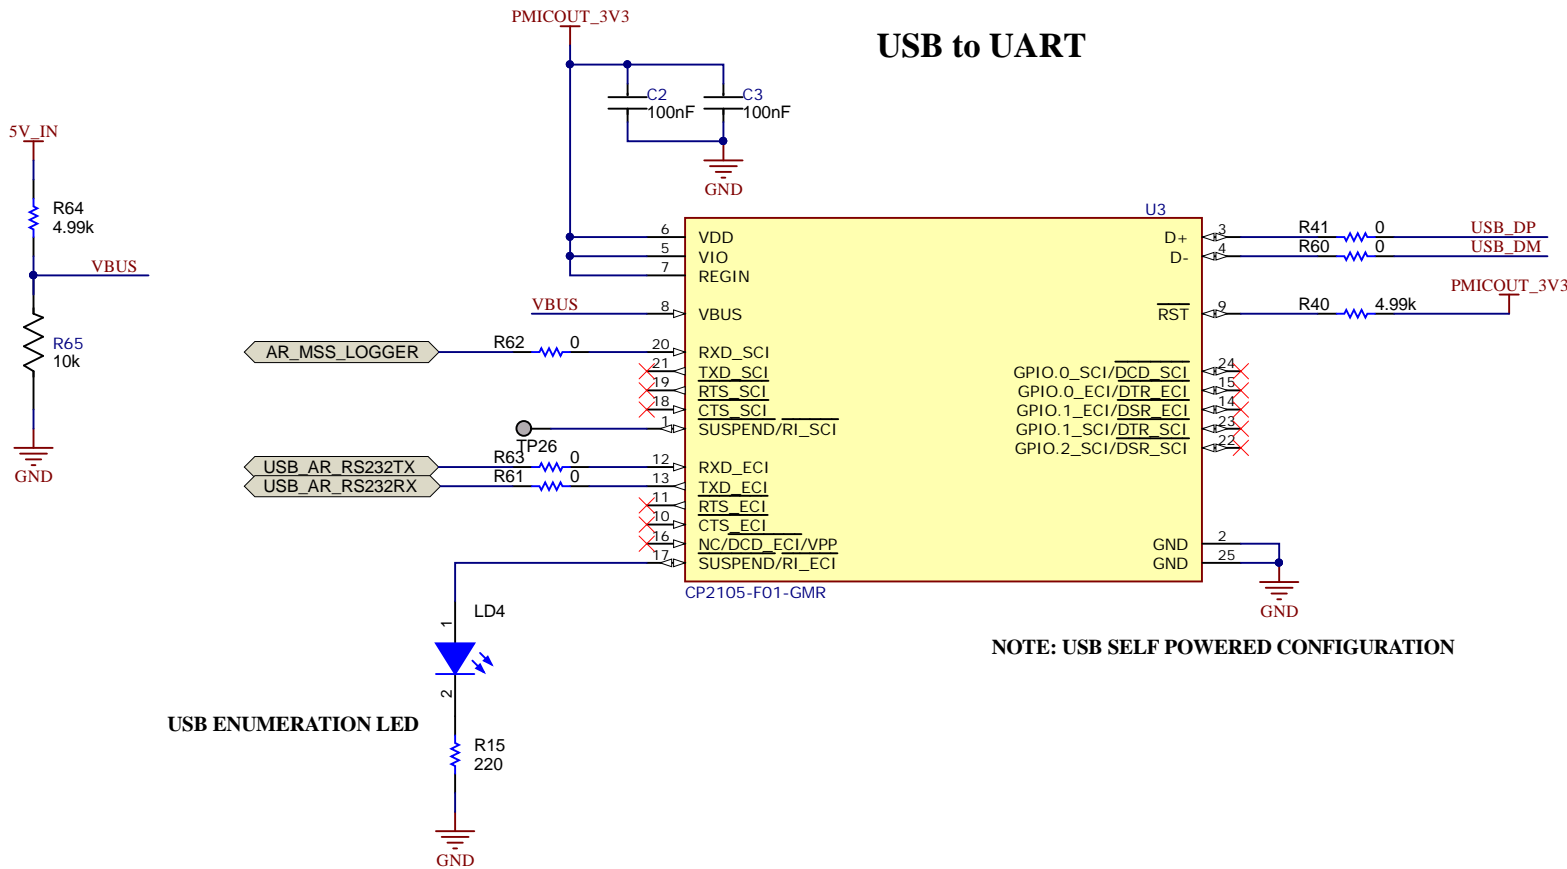 USB to UART
PMICOUT_3V3
C2
100nF
C3
100nF
GND
5V_IN
R64
4.99k
VBUS
R65
10k
GND
U3
6 VDD
5 VIO
7 REGIN
VBUS 8 VBUS
AR_MSS_LOGGER R62 0 20 RXD_SCI
21 TXD_SCI
19 RTS_SCI
18 CTS_SCI
1 SUSPEND/RI_SCI
TP26
USB_AR_RS232TX R63 0 12 RXD_ECI
USB_AR_RS232RX R61 0 13 TXD_ECI
11 RTS_ECI
10 CTS_ECI
16 NC/DCD_ECI/VPP
17 SUSPEND/RI_ECI
D+ 3 R41 0 USB_DP
D- 4 R60 0 USB_DM
PMICOUT_3V3
RST 9 R40 4.99k
GPIO.0_SCI/DCD_SCI 24
GPIO.0_ECI/DTR_ECI 15
GPIO.1_ECI/DSR_ECI 14
GPIO.1_SCI/DTR_SCI 23
GPIO.2_SCI/DSR_SCI 22
GND 2
GND 25
GND
CP2105-F01-GMR
NOTE: USB SELF POWERED CONFIGURATION
LD4
1
2
USB ENUMERATION LED
R15
220
GND